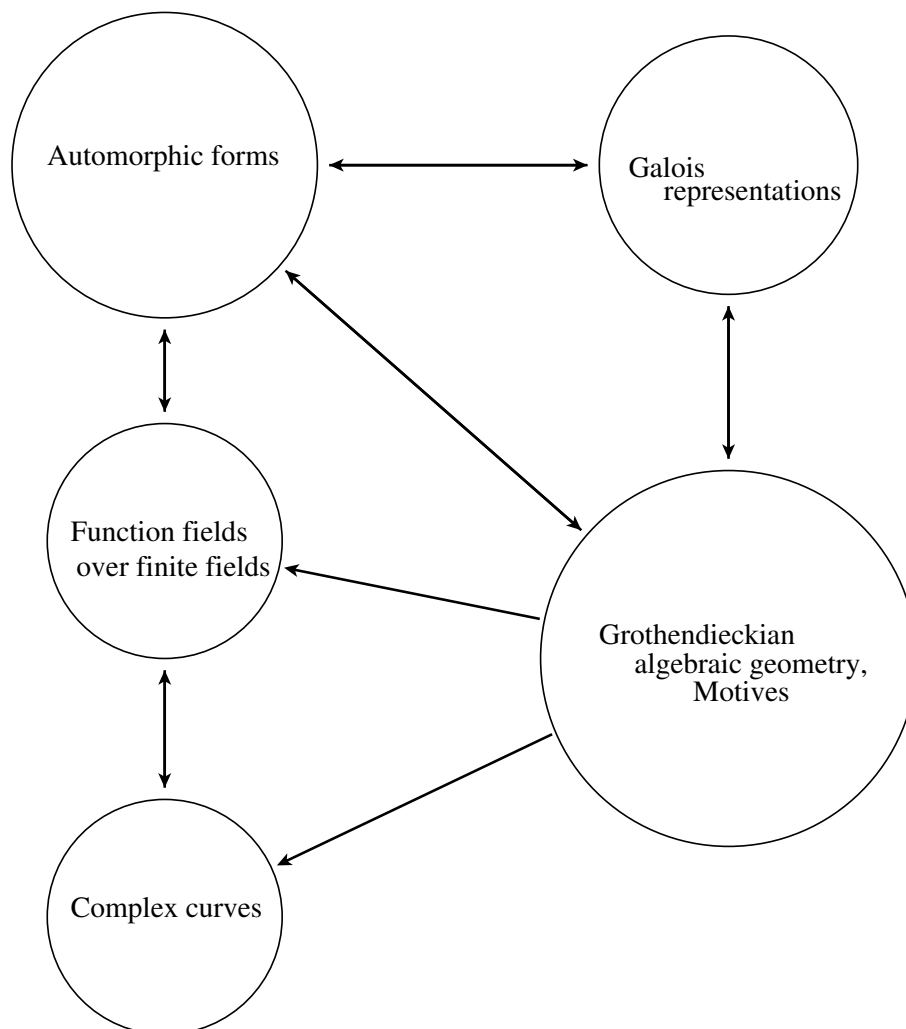 Automorphic forms
Galois
representations
Function fields
over finite fields
Grothendieckian
algebraic geometry,
Motives
Complex curves